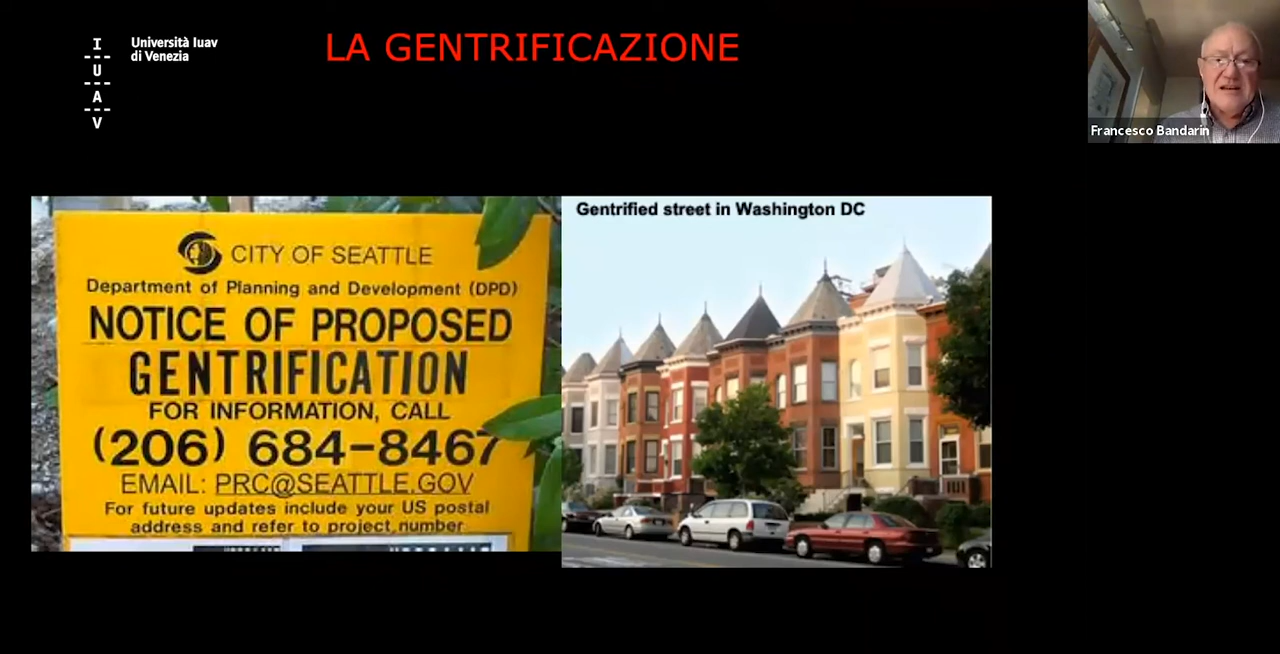 I
U
A
V
Università Iuav
di Venezia
LA GENTRIFICAZIONE
Francesco Bandarin
CITY OF SEATTLE
Department of Planning and Development (DPD)
NOTICE OF PROPOSED
GENTRIFICATION
FOR INFORMATION, CALL
(206) 684-8467
EMAIL: PRC@SEATTLE.GOV
For future updates include your US postal
address and refer to project number
Gentrified street in Washington DC